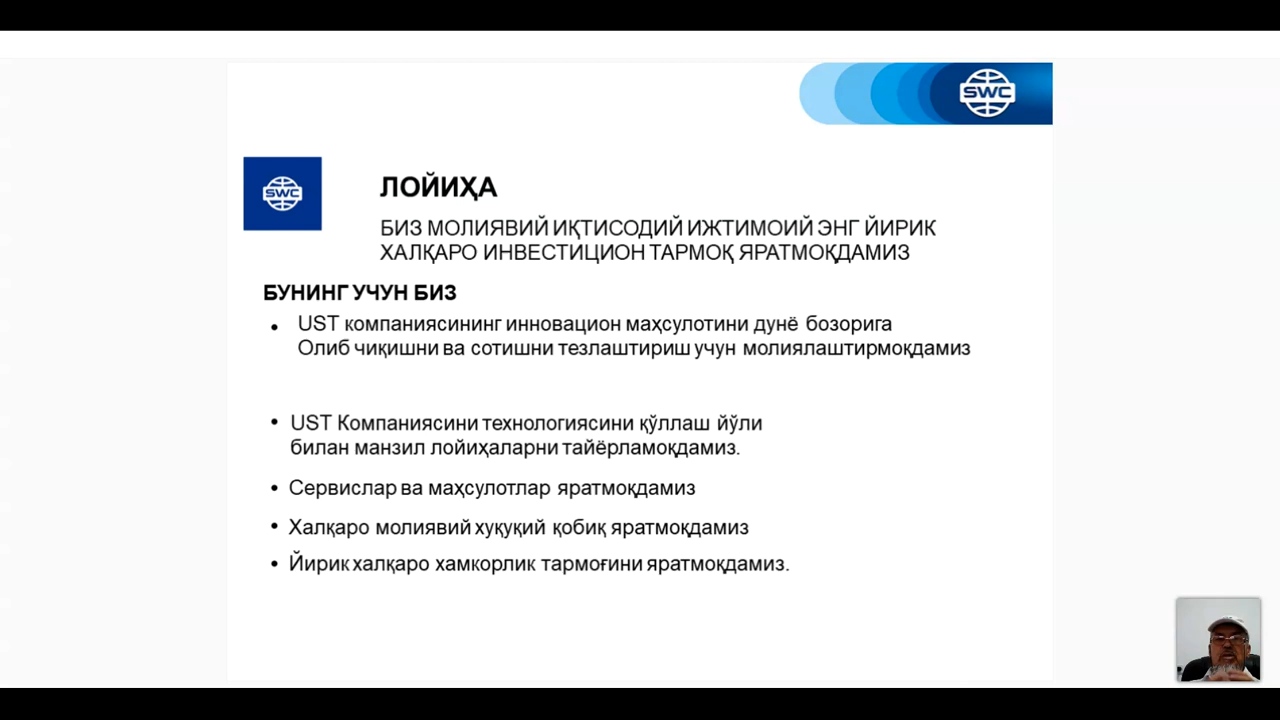 SWC
SWC
ЛОЙИҲА
БИЗ МОЛИЯВИЙ ИҚТИСОДИЙ ИЖТИМОИЙ ЭНГ ЙИРИК
ХАЛҚАРО ИНВЕСТИЦИОН ТАРМОҚ ЯРАТМОҚДАМИЗ
БУНИНГ УЧУН БИЗ
• UST компаниясининг инновацион маҳсулотини дунё бозорига
Олиб чиқишни ва сотишни тезлаштириш учун молиялаштирмоқдамиз
• UST Компаниясини технологиясини қўллаш йўли
билан манзил лойиҳаларни тайёрламоқдамиз.
• Сервислар ва маҳсулотлар яратмоқдамиз
• Халқаро молиявий хуқуқий қобиқ яратмоқдамиз
• Йирик халқаро хамкорлик тармоғини яратмоқдамиз.